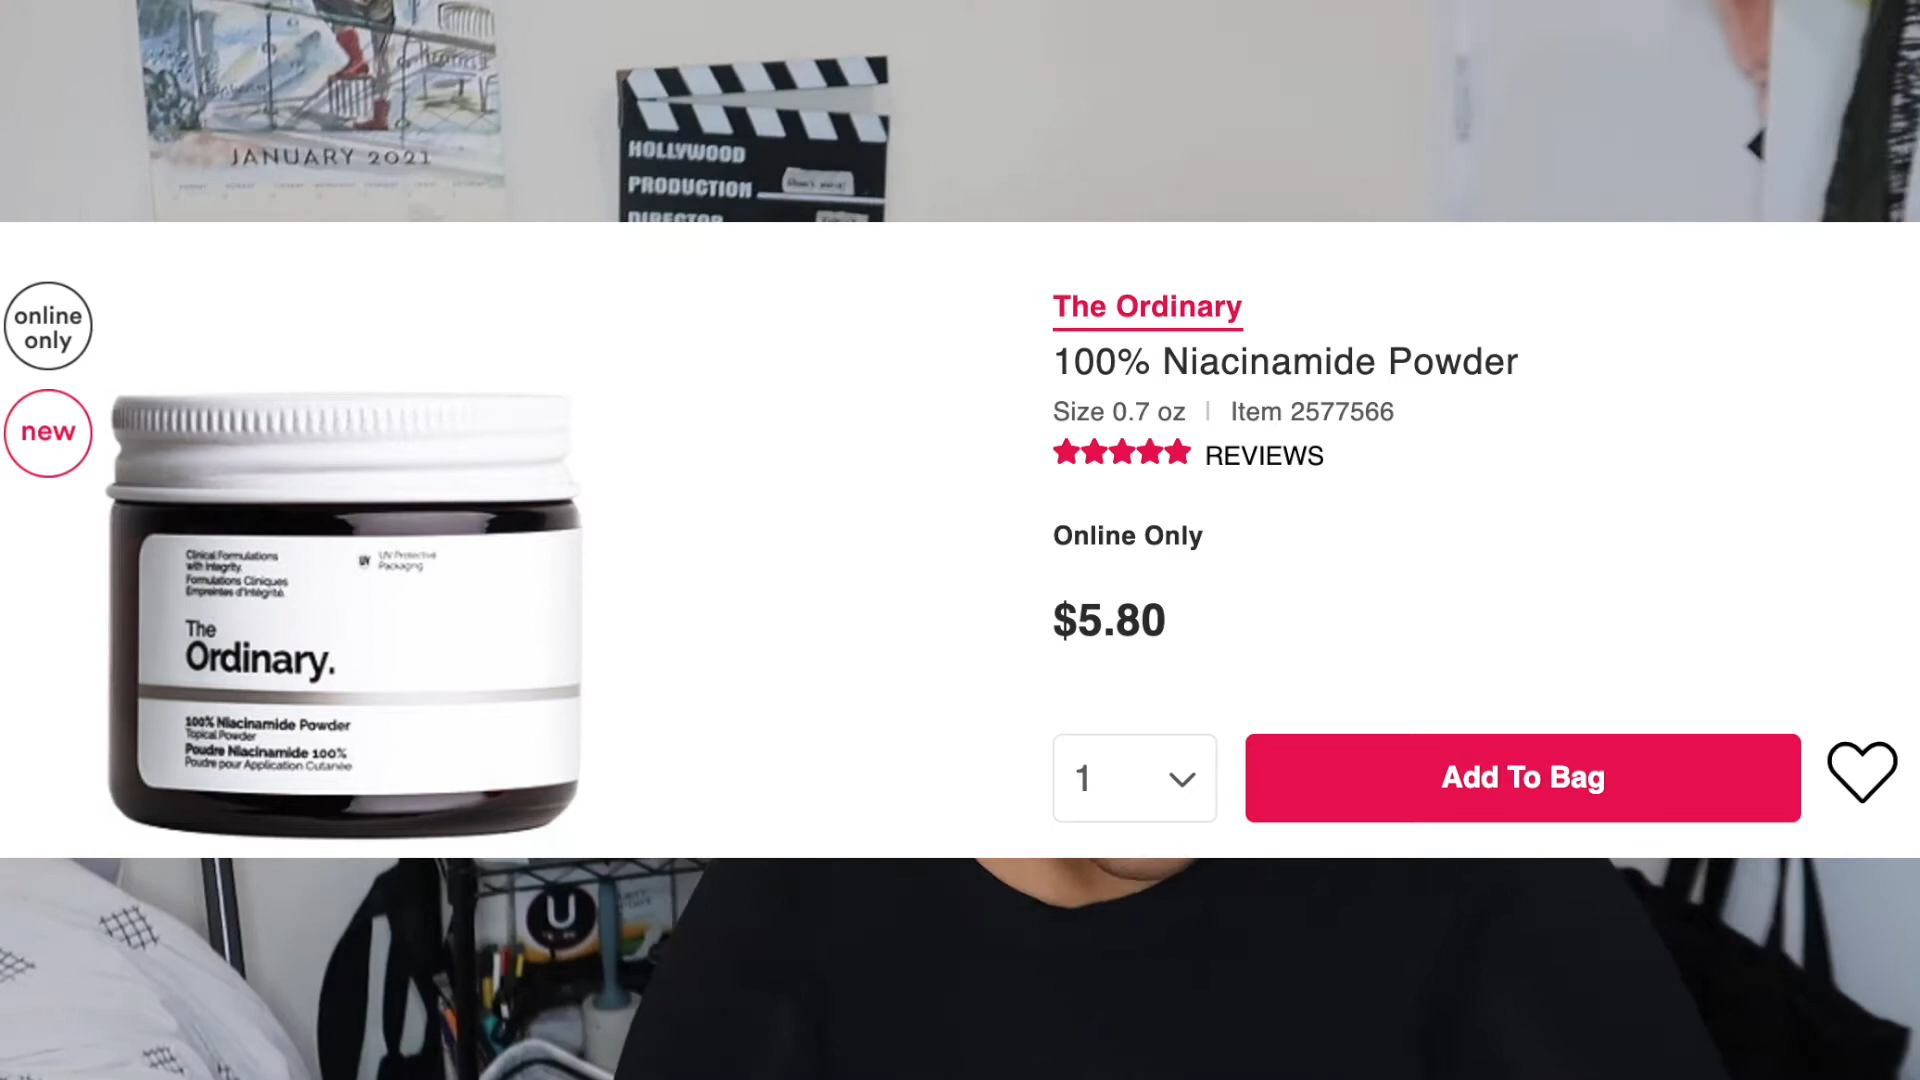 JANUARY 2021
HOLLYWOOD
PRODUCTION
DIRECTOR
online
only
new
Clinical Formulations
with Integrity.
Formulations Cliniques
Empreintes d'Intégrité.
UV
UV Protective
Packaging
The
Ordinary.
100% Niacinamide Powder
Topical Powder
Poudre Niacinamide 100%
Poudre pour Application Cutanée
The Ordinary
100% Niacinamide Powder
Size 0.7 oz | Item 2577566
REVIEWS
Online Only
$5.80
1
Add To Bag
U